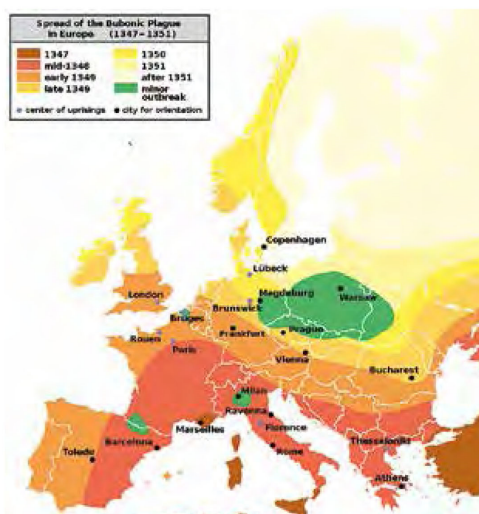 Spread of the Bubonic Plague
in Europe (1347–1351)
1347
mid-1348
early 1349
late 1349
1350
1351
after 1351
minor
outbreak
center of uprisings
city for orientation
Copenhagen
Lübeck
London
Magdeburg
Warsaw
Brunswick
Bruges
Frankfurt
Prague
Rouen
Paris
Vienna
Bucharest
Milan
Ravenna
Marseilles
Florence
Toledo
Barcelona
Rome
Thessaloniki
Athens